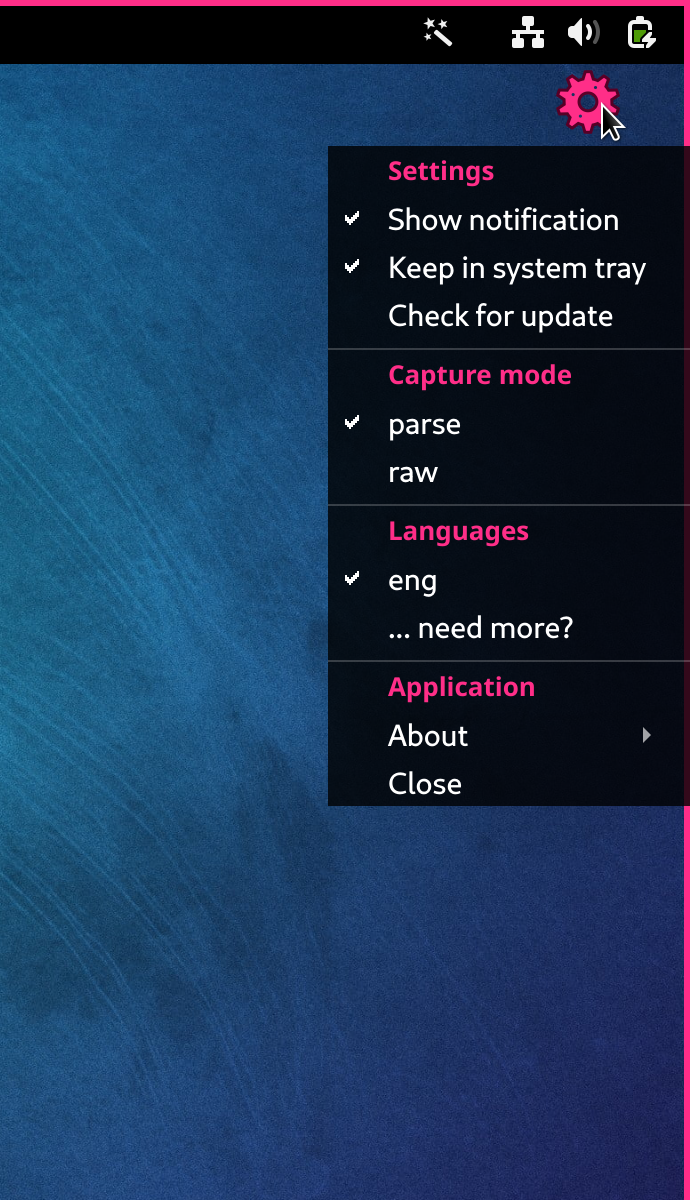 Settings
Show notification
Keep in system tray
Check for update
Capture mode
parse
raw
Languages
eng
... need more?
Application
About
Close